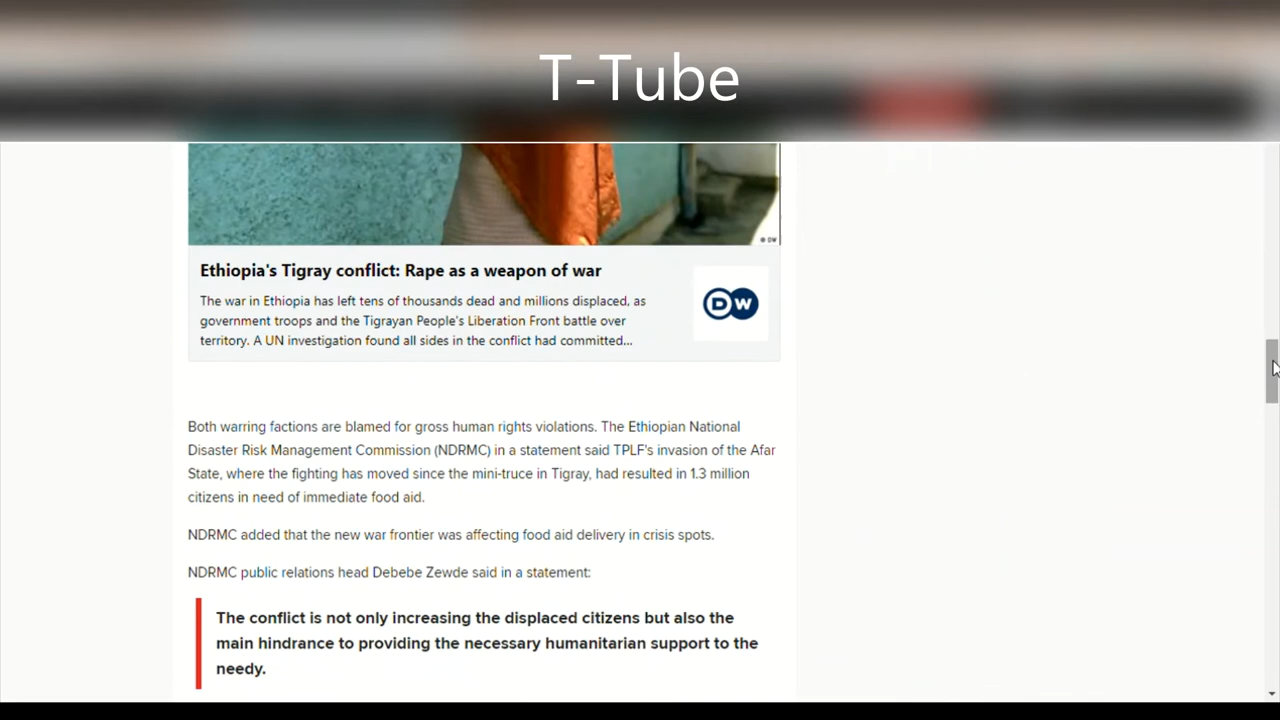 T-Tube
© DW
Ethiopia's Tigray conflict: Rape as a weapon of war
The war in Ethiopia has left tens of thousands dead and millions displaced, as
government troops and the Tigrayan People's Liberation Front battle over
territory. A UN investigation found all sides in the conflict had committed...
DW
Both warring factions are blamed for gross human rights violations. The Ethiopian National
Disaster Risk Management Commission (NDRMC) in a statement said TPLF's invasion of the Afar
State, where the fighting has moved since the mini-truce in Tigray, had resulted in 1.3 million
citizens in need of immediate food aid.
NDRMC added that the new war frontier was affecting food aid delivery in crisis spots.
NDRMC public relations head Debebe Zewde said in a statement:
The conflict is not only increasing the displaced citizens but also the
main hindrance to providing the necessary humanitarian support to the
needy.